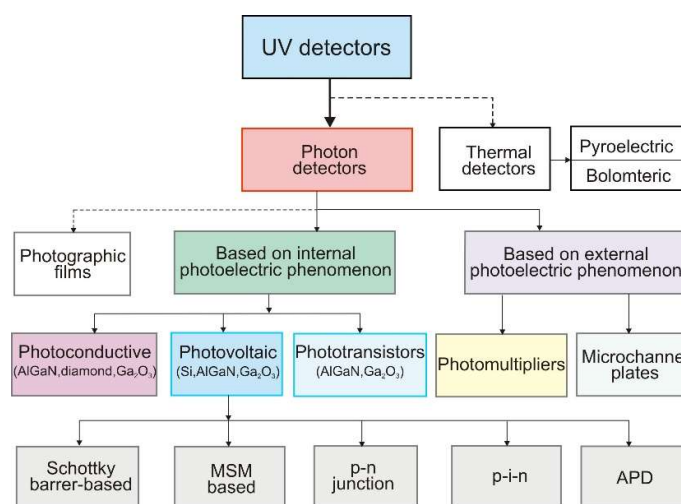 UV detectors
Photon
detectors
Thermal
detectors
Pyroelectric
Bolomteric
Photographic
films
Based on internal
photoelectric phenomenon
Based on external
photoelectric phenomenon
Photoconductive
(AlGaN,diamond,Ga₂O₃)
Photovoltaic
(Si,AlGaN,Ga₂O₃)
Phototransistors
(AlGaN,Ga₂O₃)
Photomultipliers
Microchanne
plates
Schottky
barrer-based
MSM
based
p-n
junction
p-i-n
APD